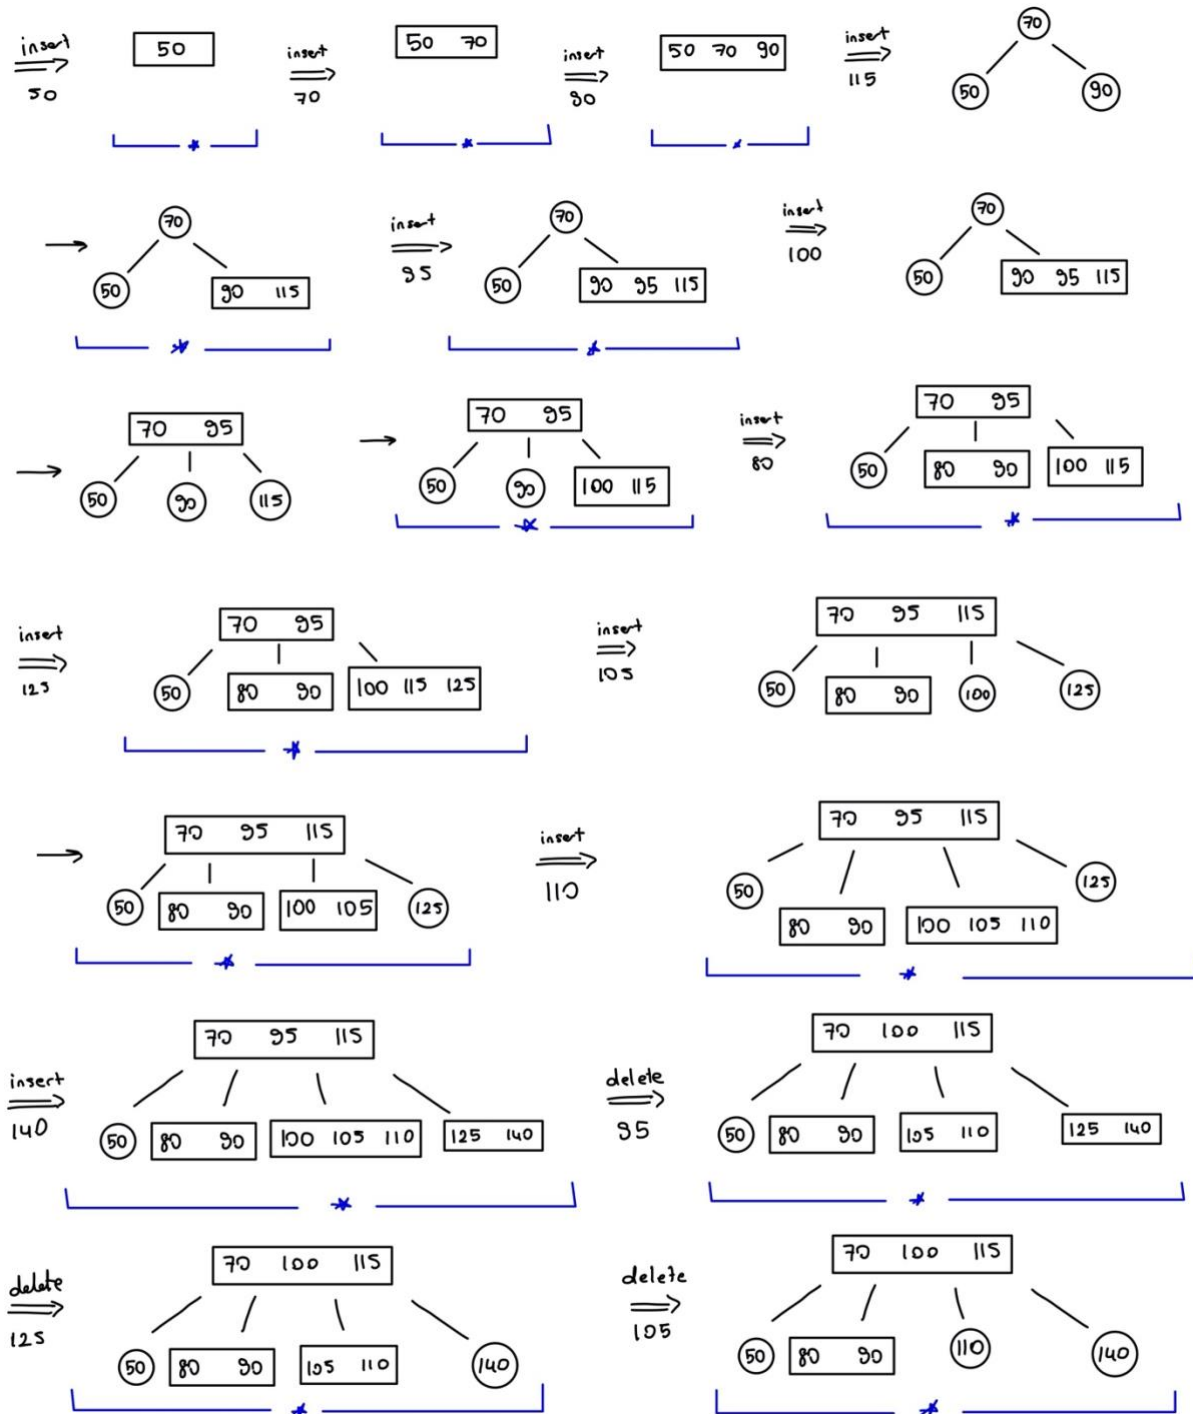 insert 50
50
insert 70
50 70
insert 90
50 70 90
insert 115
70
50 90
70
50 90 115
insert 95
70
50 90 95 115
insert 100
70
50 90 95 115
70 95
50 90 115
70 95
50 90 100 115
insert 80
70 95
50 80 90 100 115
insert 125
70 95
50 80 90 100 115 125
insert 105
70 95 115
50 80 90 100 125
70 95 115
50 80 90 100 105 125
insert 110
70 95 115
50 80 90 100 105 110 125
insert 140
70 95 115
50 80 90 100 105 110 125 140
delete 95
70 100 115
50 80 90 105 110 125 140
delete 125
70 100 115
50 80 90 105 110 140
delete 105
70 100 115
50 80 90 110 140